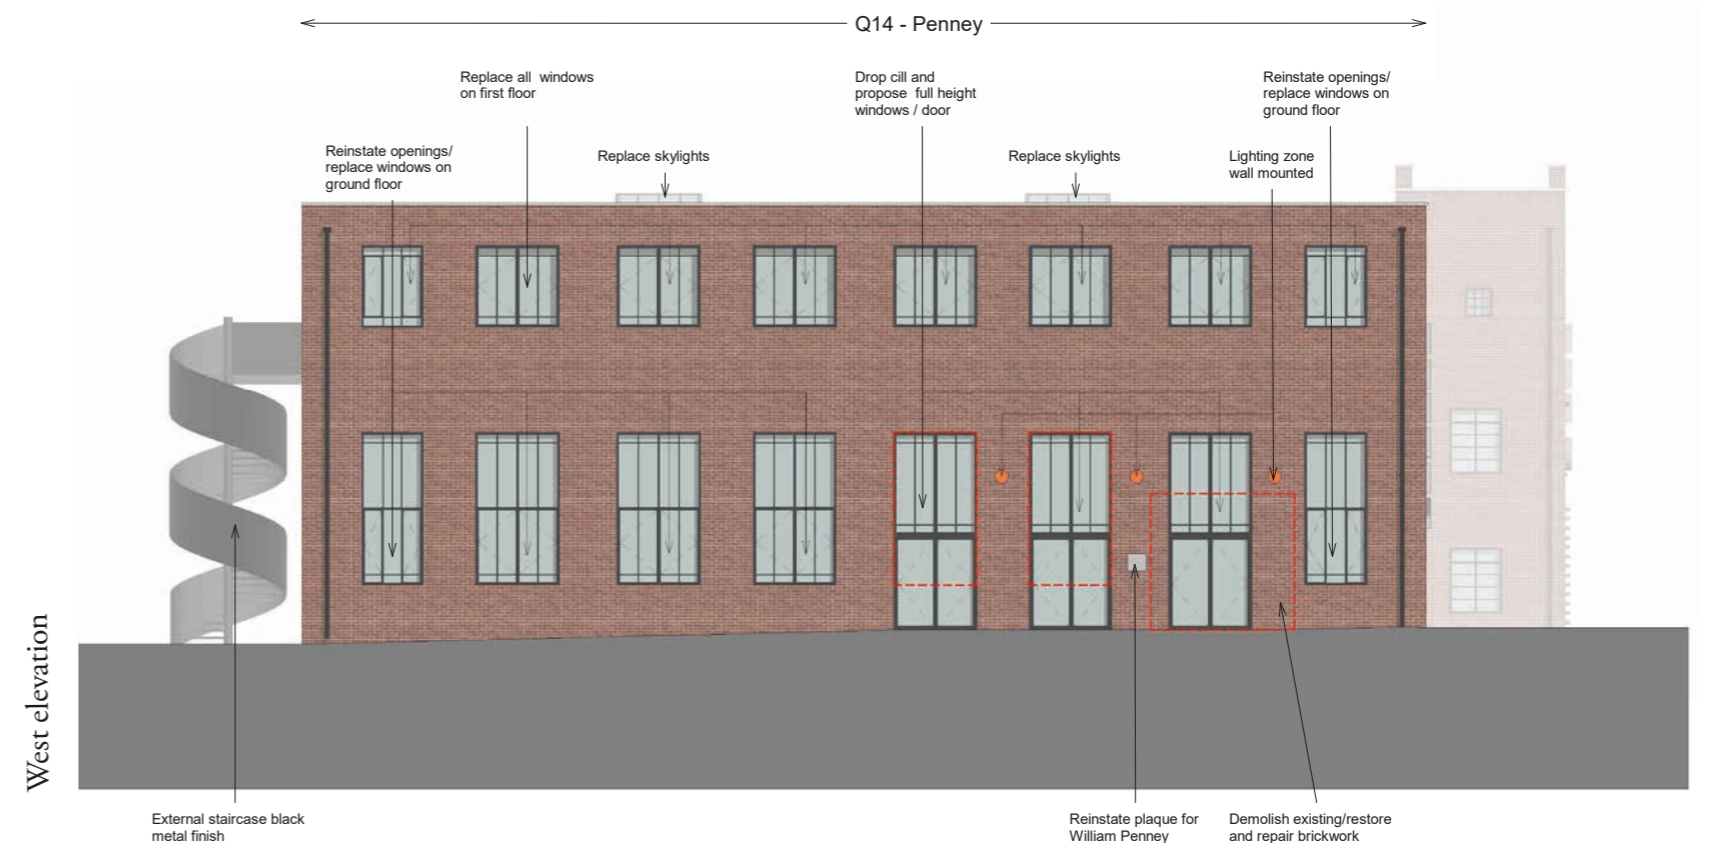 Q14 - Penney
Replace all windows
on first floor
Drop cill and
propose full height
windows / door
Reinstate openings/
replace windows on
ground floor
Reinstate openings/
replace windows on
ground floor
Replace skylights
Replace skylights
Lighting zone
wall mounted
West elevation
External staircase black
metal finish
Reinstate plaque for
William Penney
Demolish existing/restore
and repair brickwork